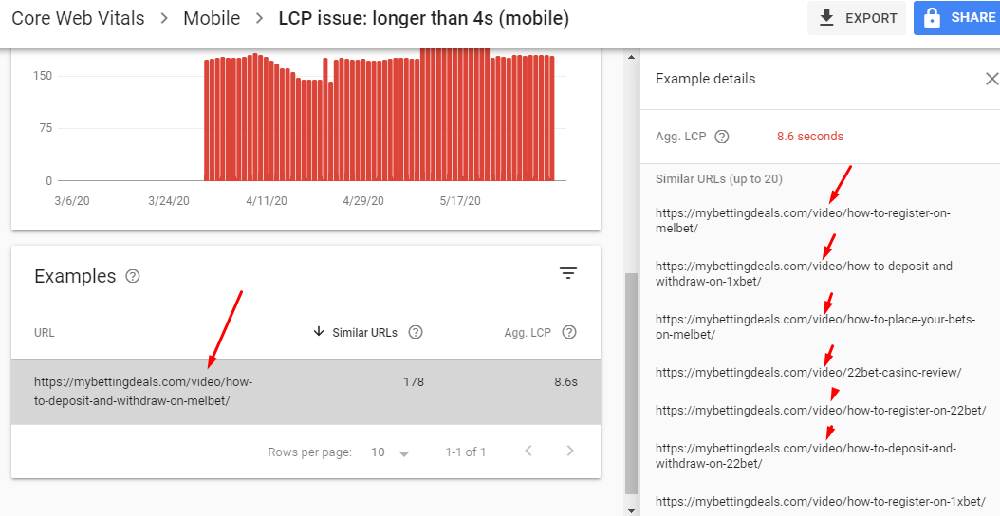 Core Web Vitals > Mobile > LCP issue: longer than 4s (mobile)
EXPORT
SHARE
150
75
0
3/6/20 3/24/20 4/11/20 4/29/20 5/17/20
Examples ?
URL Similar URLs ? Agg. LCP ?
https://mybettingdeals.com/video/how-
to-deposit-and-withdraw-on-melbet/
178 8.6s
Rows per page: 10 1-1 of 1 < >
Example details
Agg. LCP ? 8.6 seconds
Similar URLs (up to 20)
https://mybettingdeals.com/video/how-to-register-on-
melbet/
https://mybettingdeals.com/video/how-to-deposit-and-
withdraw-on-1xbet/
https://mybettingdeals.com/video/how-to-place-your-bets-
on-melbet/
https://mybettingdeals.com/video/22bet-casino-review/
https://mybettingdeals.com/video/how-to-register-on-22bet/
https://mybettingdeals.com/video/how-to-deposit-and-
withdraw-on-22bet/
https://mybettingdeals.com/video/how-to-register-on-1xbet/